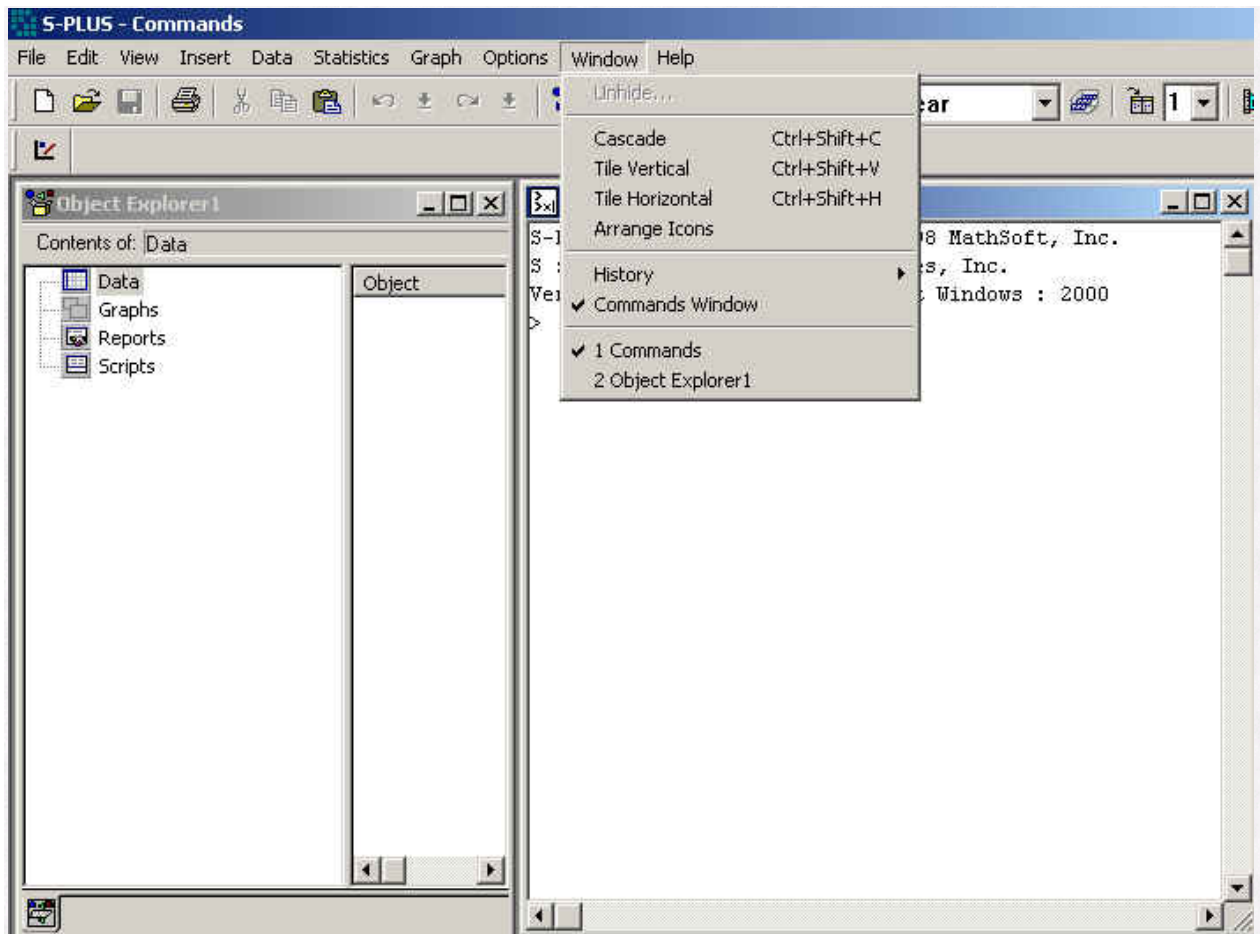 S-PLUS - Commands
File Edit View Insert Data Statistics Graph Options Window Help
1
Unhide...
Cascade Ctrl+Shift+C
Tile Vertical Ctrl+Shift+V
Tile Horizontal Ctrl+Shift+H
Arrange Icons
History
Commands Window
1 Commands
2 Object Explorer1
Object Explorer1
Contents of: Data
Data
Graphs
Reports
Scripts
Object
MathSoft, Inc.
S :
Inc.
Windows : 2000
>